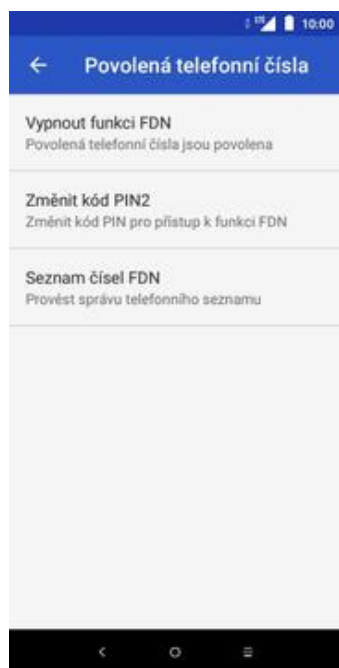 LTE 10:00
Povolená telefonní čísla
Vypnout funkci FDN
Povolená telefonní čísla jsou povolena
Změnit kód PIN2
Změnit kód PIN pro přístup k funkci FDN
Seznam čísel FDN
Provést správu telefonního seznamu